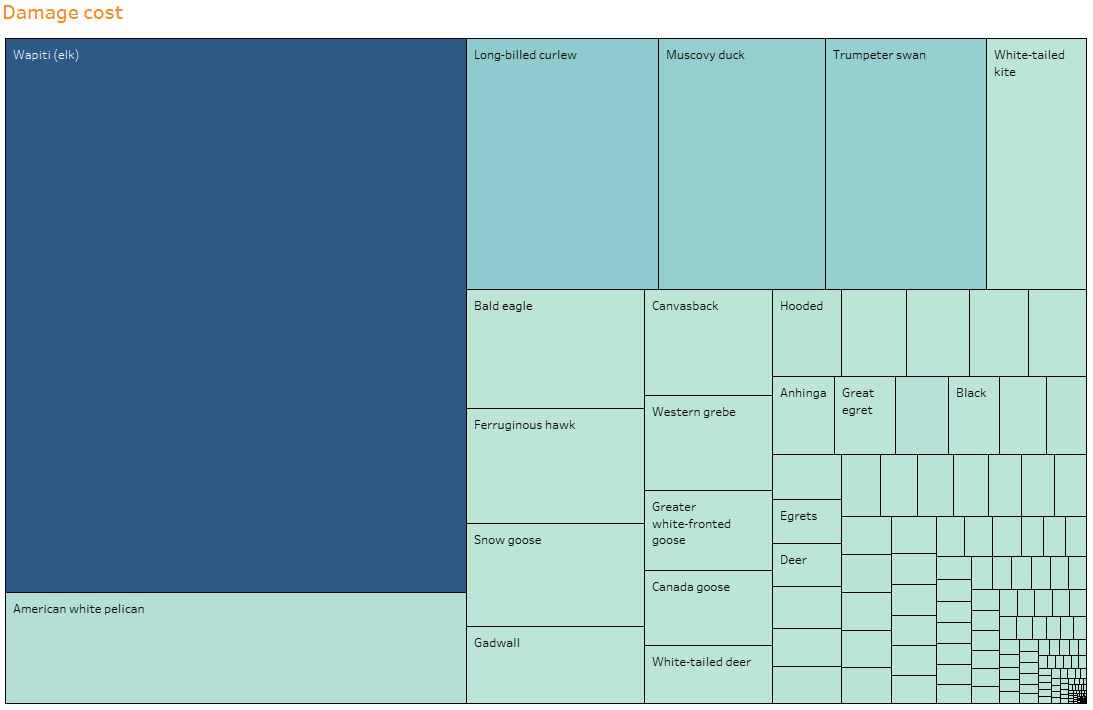 Damage cost
Wapiti (elk)
Long-billed curlew
Muscovy duck
Trumpeter swan
White-tailed
kite
American white pelican
Bald eagle
Ferruginous hawk
Snow goose
Gadwall
Canvasback
Western grebe
Greater
white-fronted
goose
Canada goose
White-tailed deer
Hooded
Anhinga
Great
egret
Black
Egrets
Deer